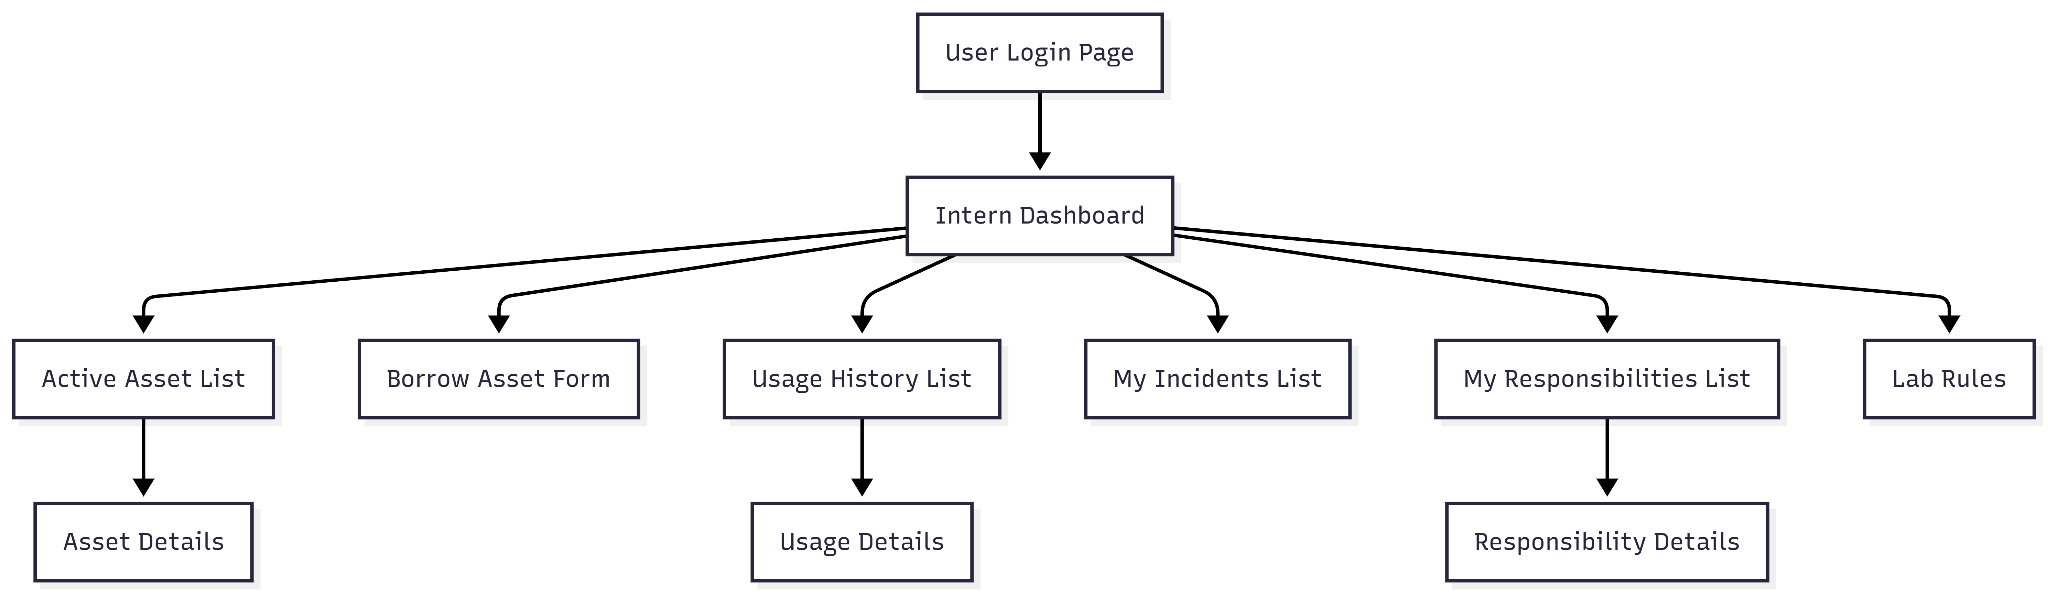 User Login Page
Intern Dashboard
Active Asset List
Borrow Asset Form
Usage History List
My Incidents List
My Responsibilities List
Lab Rules
Asset Details
Usage Details
Responsibility Details